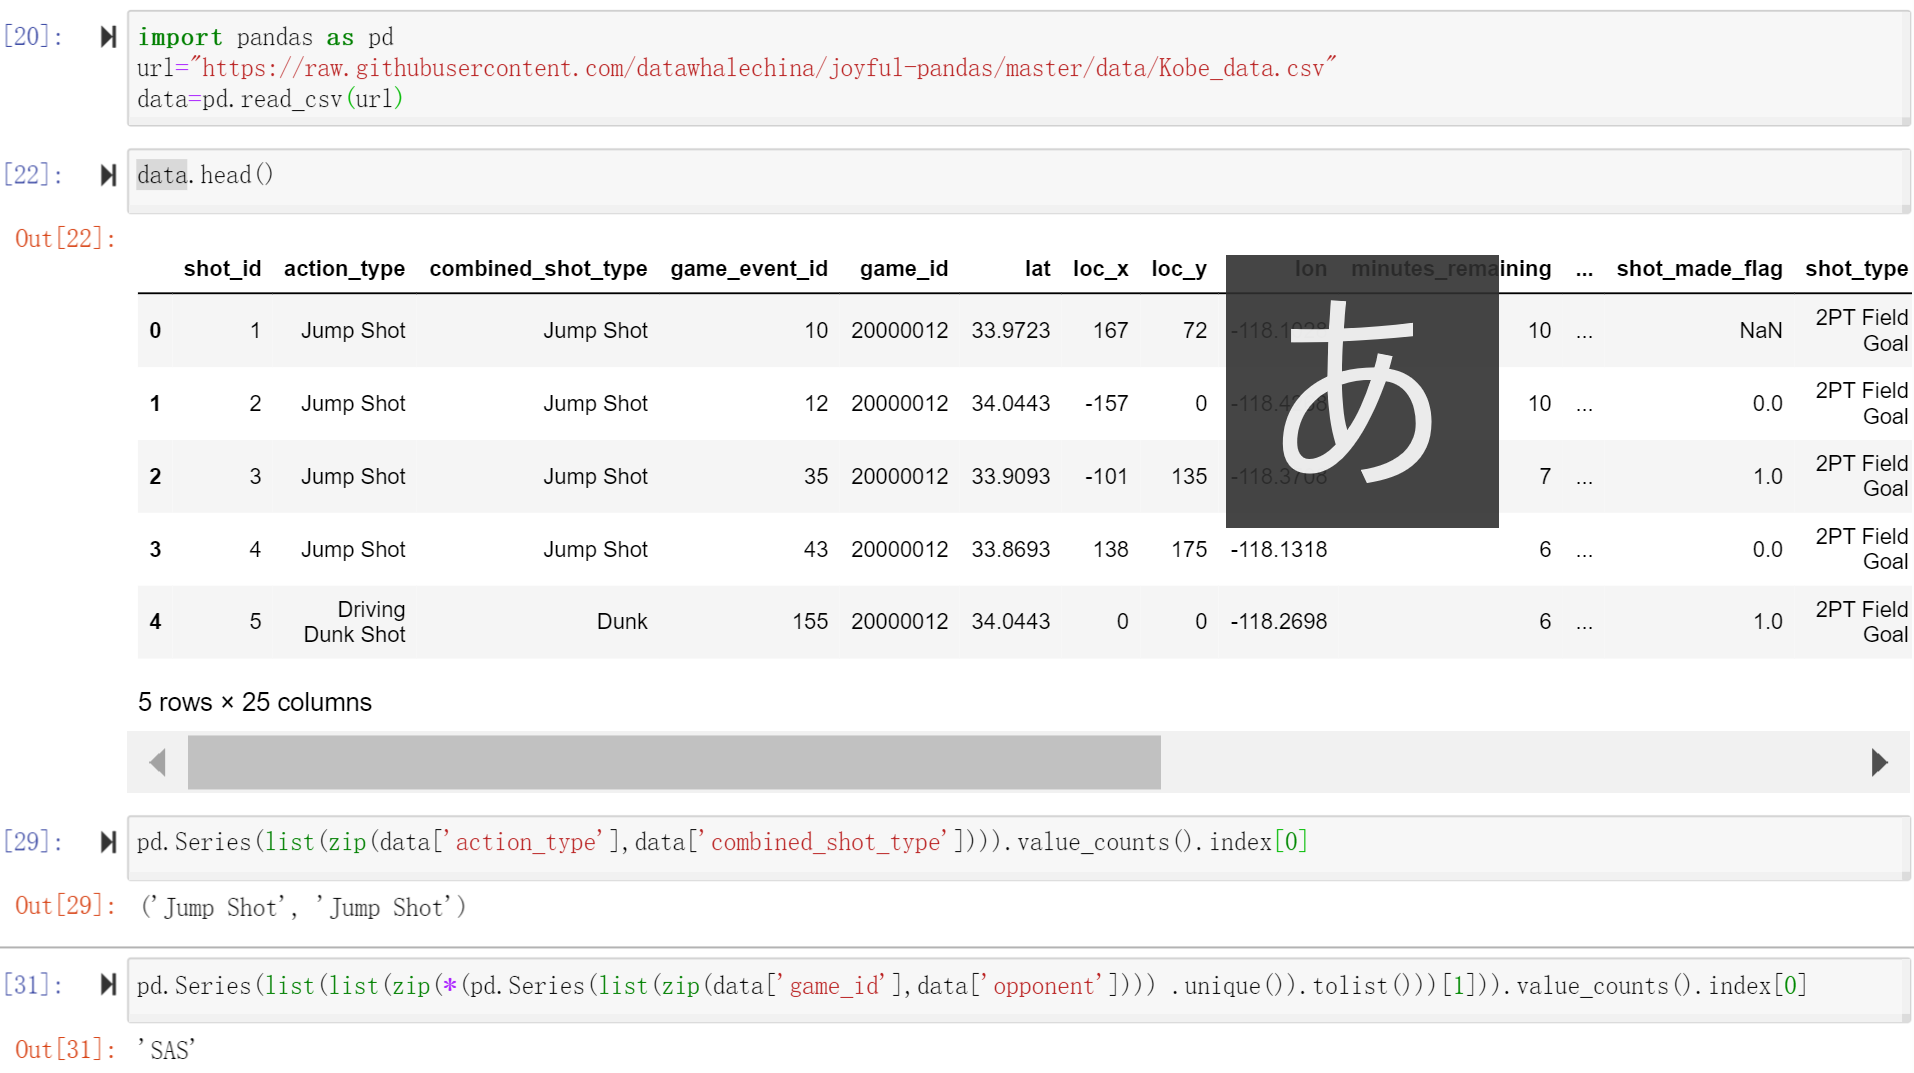 [20]:
import pandas as pd
url="https://raw.githubusercontent.com/datawhalechina/joyful-pandas/master/data/Kobe_data.csv"
data=pd.read_csv(url)
[22]:
data.head()
Out[22]:
shot_id action_type combined_shot_type game_event_id game_id lat loc_x loc_y lon minutes_remaining ... shot_made_flag shot_type
0 1 Jump Shot Jump Shot 10 20000012 33.9723 167 72 10 ... NaN 2PT Field Goal
1 2 Jump Shot Jump Shot 12 20000012 34.0443 -157 0 10 ... 0.0 2PT Field Goal
2 3 Jump Shot Jump Shot 35 20000012 33.9093 -101 135 -118.3708 7 ... 1.0 2PT Field Goal
3 4 Jump Shot Jump Shot 43 20000012 33.8693 138 175 -118.1318 6 ... 0.0 2PT Field Goal
4 5 Driving Dunk Shot Dunk 155 20000012 34.0443 0 0 -118.2698 6 ... 1.0 2PT Field Goal
あ
5 rows × 25 columns
[29]:
pd.Series(list(zip(data['action_type'],data['combined_shot_type']))).value_counts().index[0]
Out[29]:
('Jump Shot', 'Jump Shot')
[31]:
pd.Series(list(list(zip(*(pd.Series(list(zip(data['game_id'],data['opponent']))) .unique()).tolist()))[1])).value_counts().index[0]
Out[31]:
'SAS'